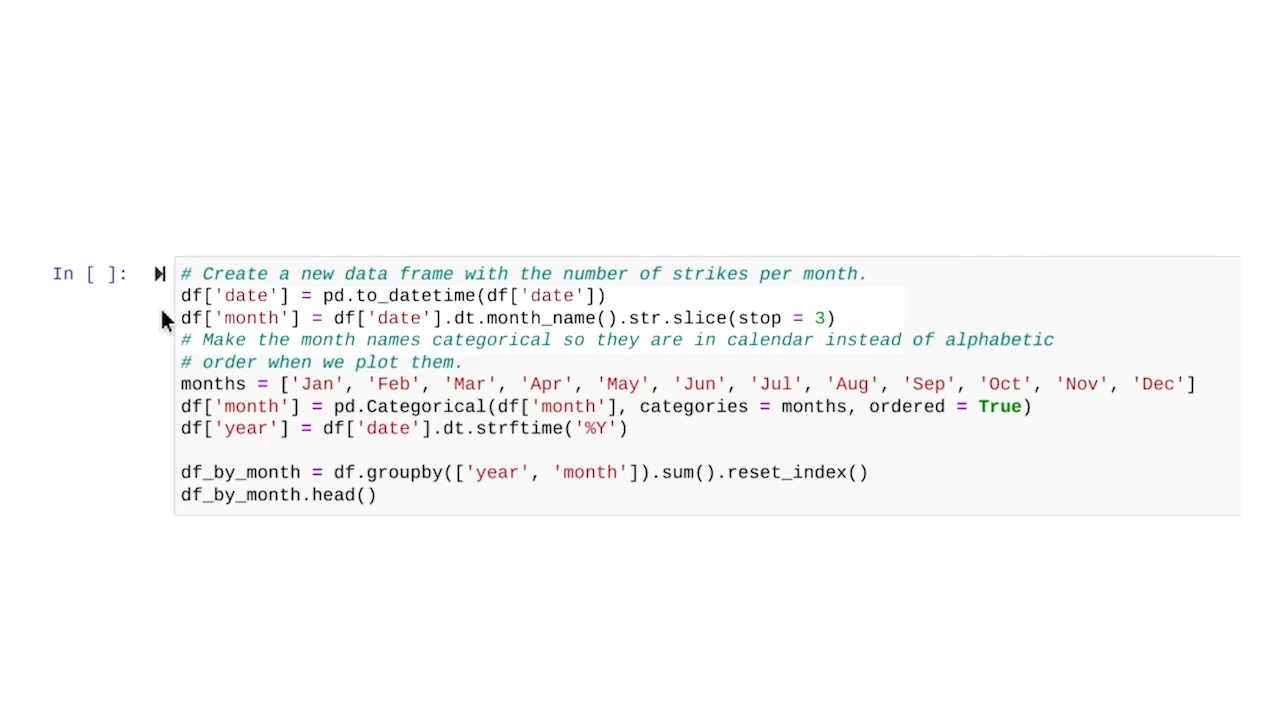 In [ ]:
# Create a new data frame with the number of strikes per month.
df['date'] = pd.to_datetime(df['date'])
df['month'] = df['date'].dt.month_name().str.slice(stop = 3)
# Make the month names categorical so they are in calendar instead of alphabetic
# order when we plot them.
months = ['Jan', 'Feb', 'Mar', 'Apr', 'May', 'Jun', 'Jul', 'Aug', 'Sep', 'Oct', 'Nov', 'Dec']
df['month'] = pd.Categorical(df['month'], categories = months, ordered = True)
df['year'] = df['date'].dt.strftime('%Y')
df_by_month = df.groupby(['year', 'month']).sum().reset_index()
df_by_month.head()